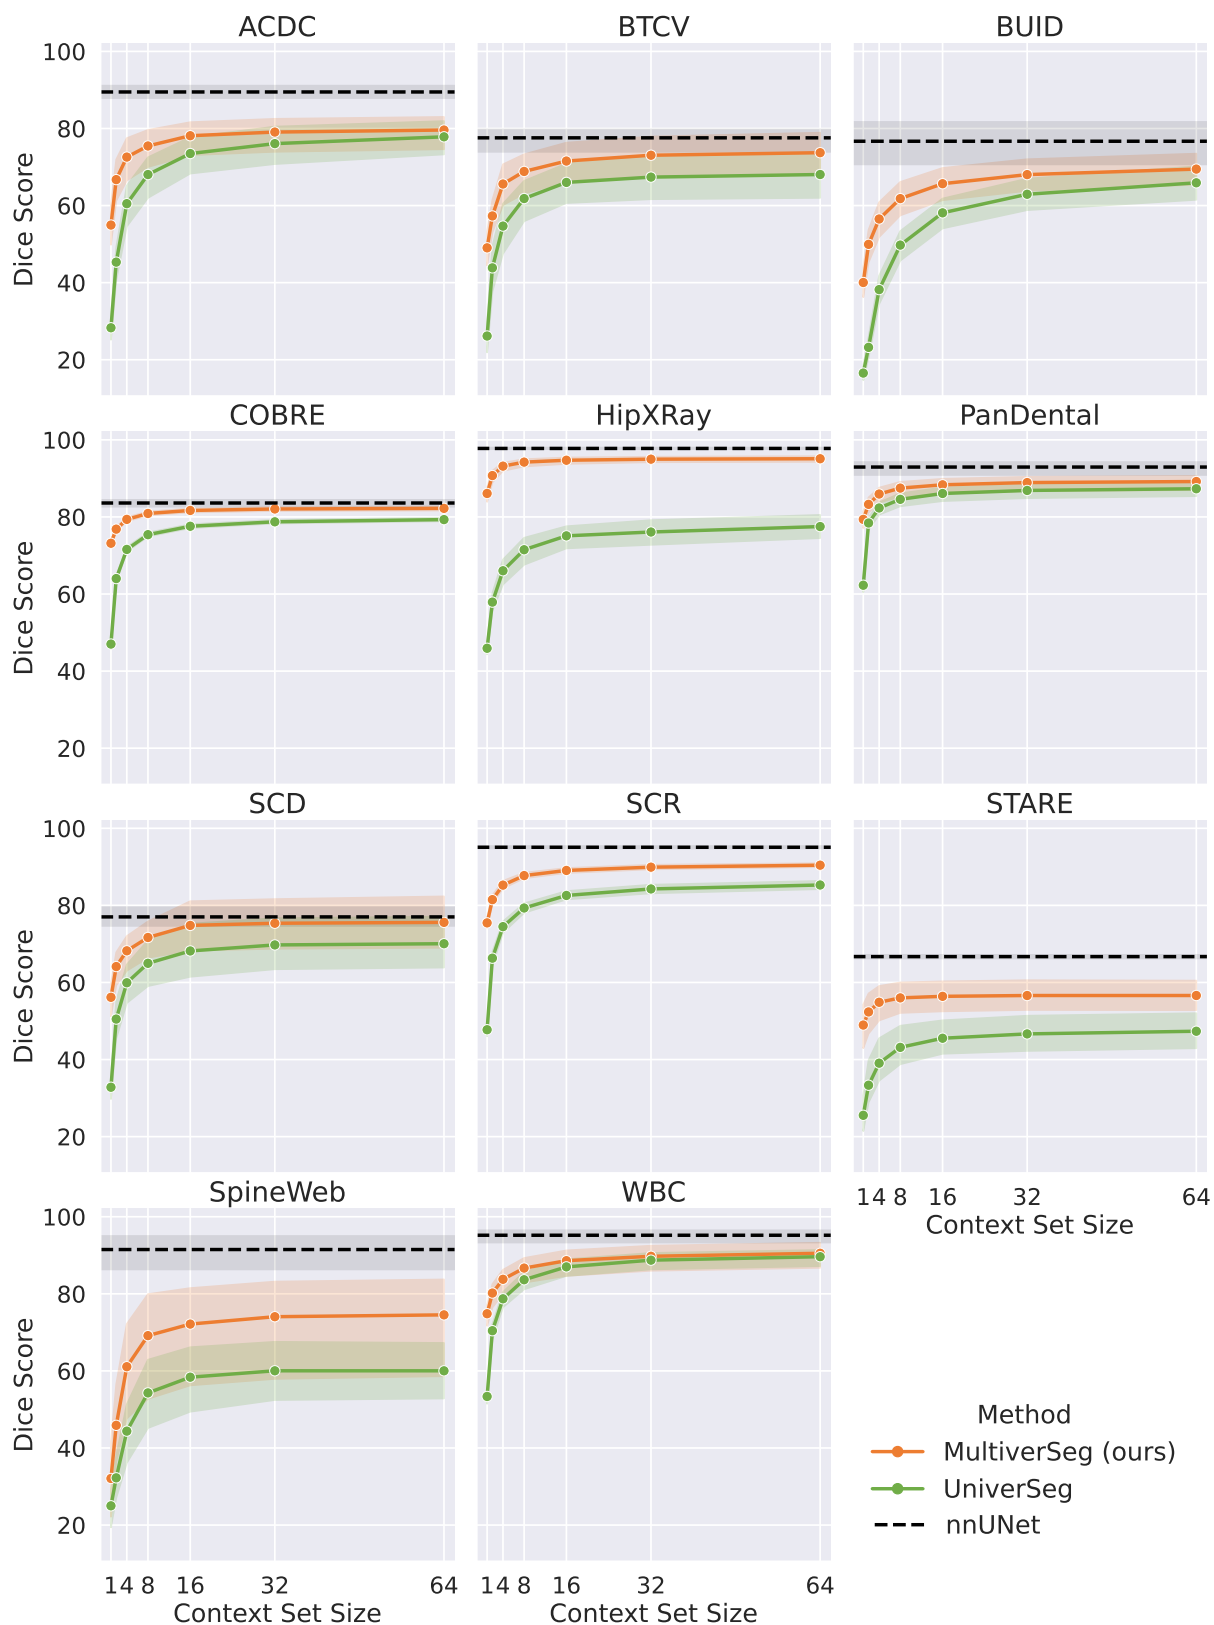 ACDC BTCV BUID
100
80
60
40
20
Dice Score
COBRE HipXRay PanDental
100
80
60
40
20
Dice Score
SCD SCR STARE
100
80
60
40
20
Dice Score
1 4 8 16 32 64
Context Set Size
SpineWeb WBC
100
80
60
40
20
Dice Score
1 4 8 16 32 64
Context Set Size
1 4 8 16 32 64
Context Set Size
Method
MultiverSeg (ours)
UniverSeg
nnUNet